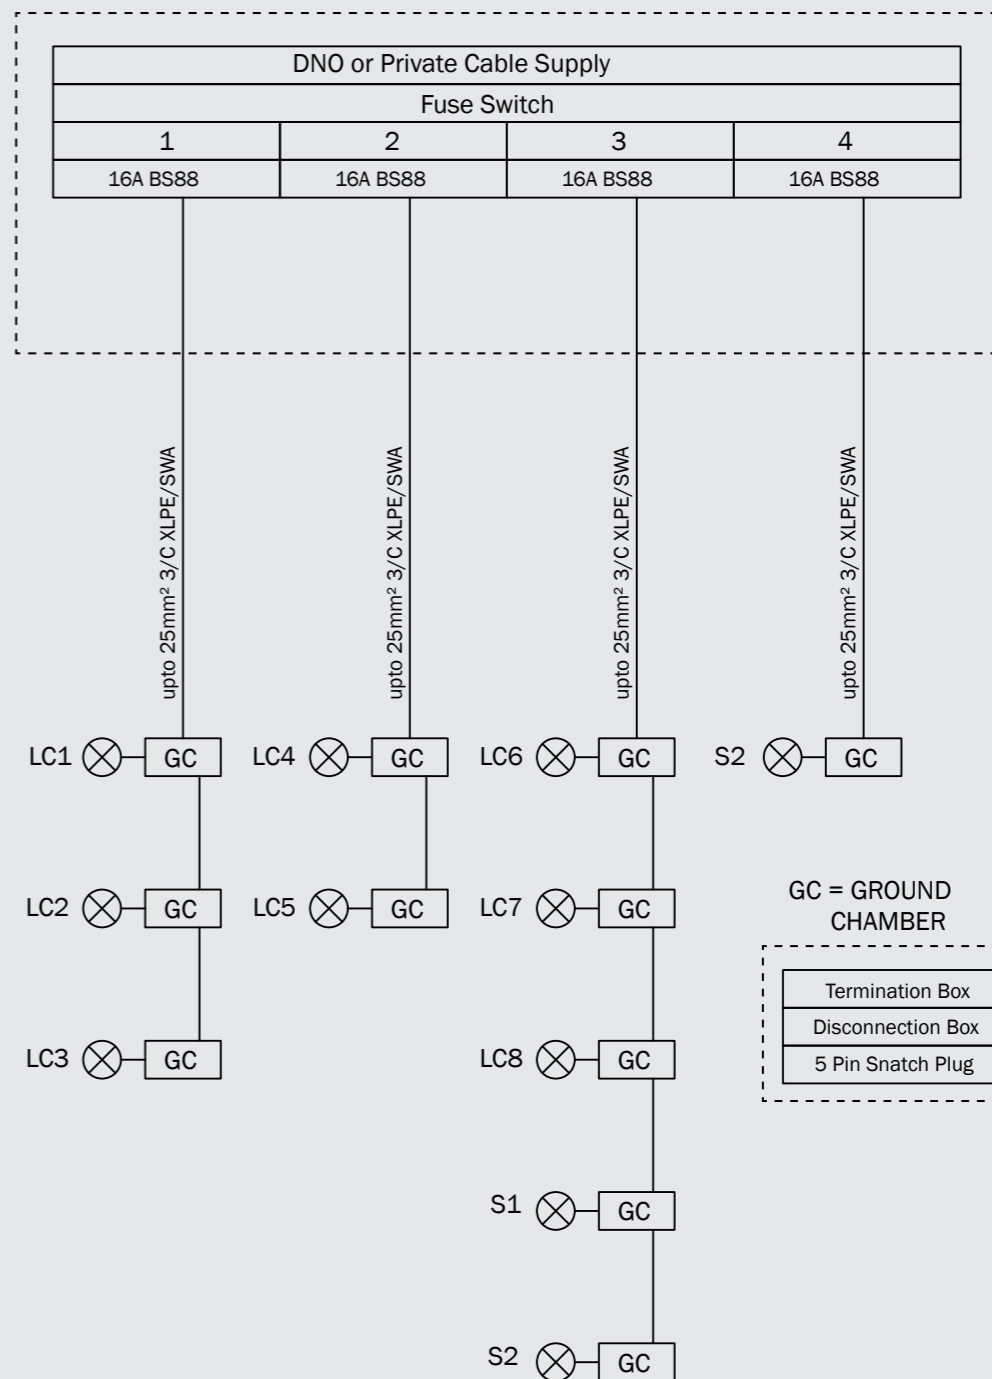 DNO or Private Cable Supply
Fuse Switch
1 2 3 4
16A BS88 16A BS88 16A BS88 16A BS88
upto 25mm² 3/C XLPE/SWA
upto 25mm² 3/C XLPE/SWA
upto 25mm² 3/C XLPE/SWA
upto 25mm² 3/C XLPE/SWA
LC1 GC LC4 GC LC6 GC S2 GC
LC2 GC LC5 GC LC7 GC
GC = GROUND
CHAMBER
Termination Box
Disconnection Box
5 Pin Snatch Plug
LC3 GC LC8 GC
S1 GC
S2 GC